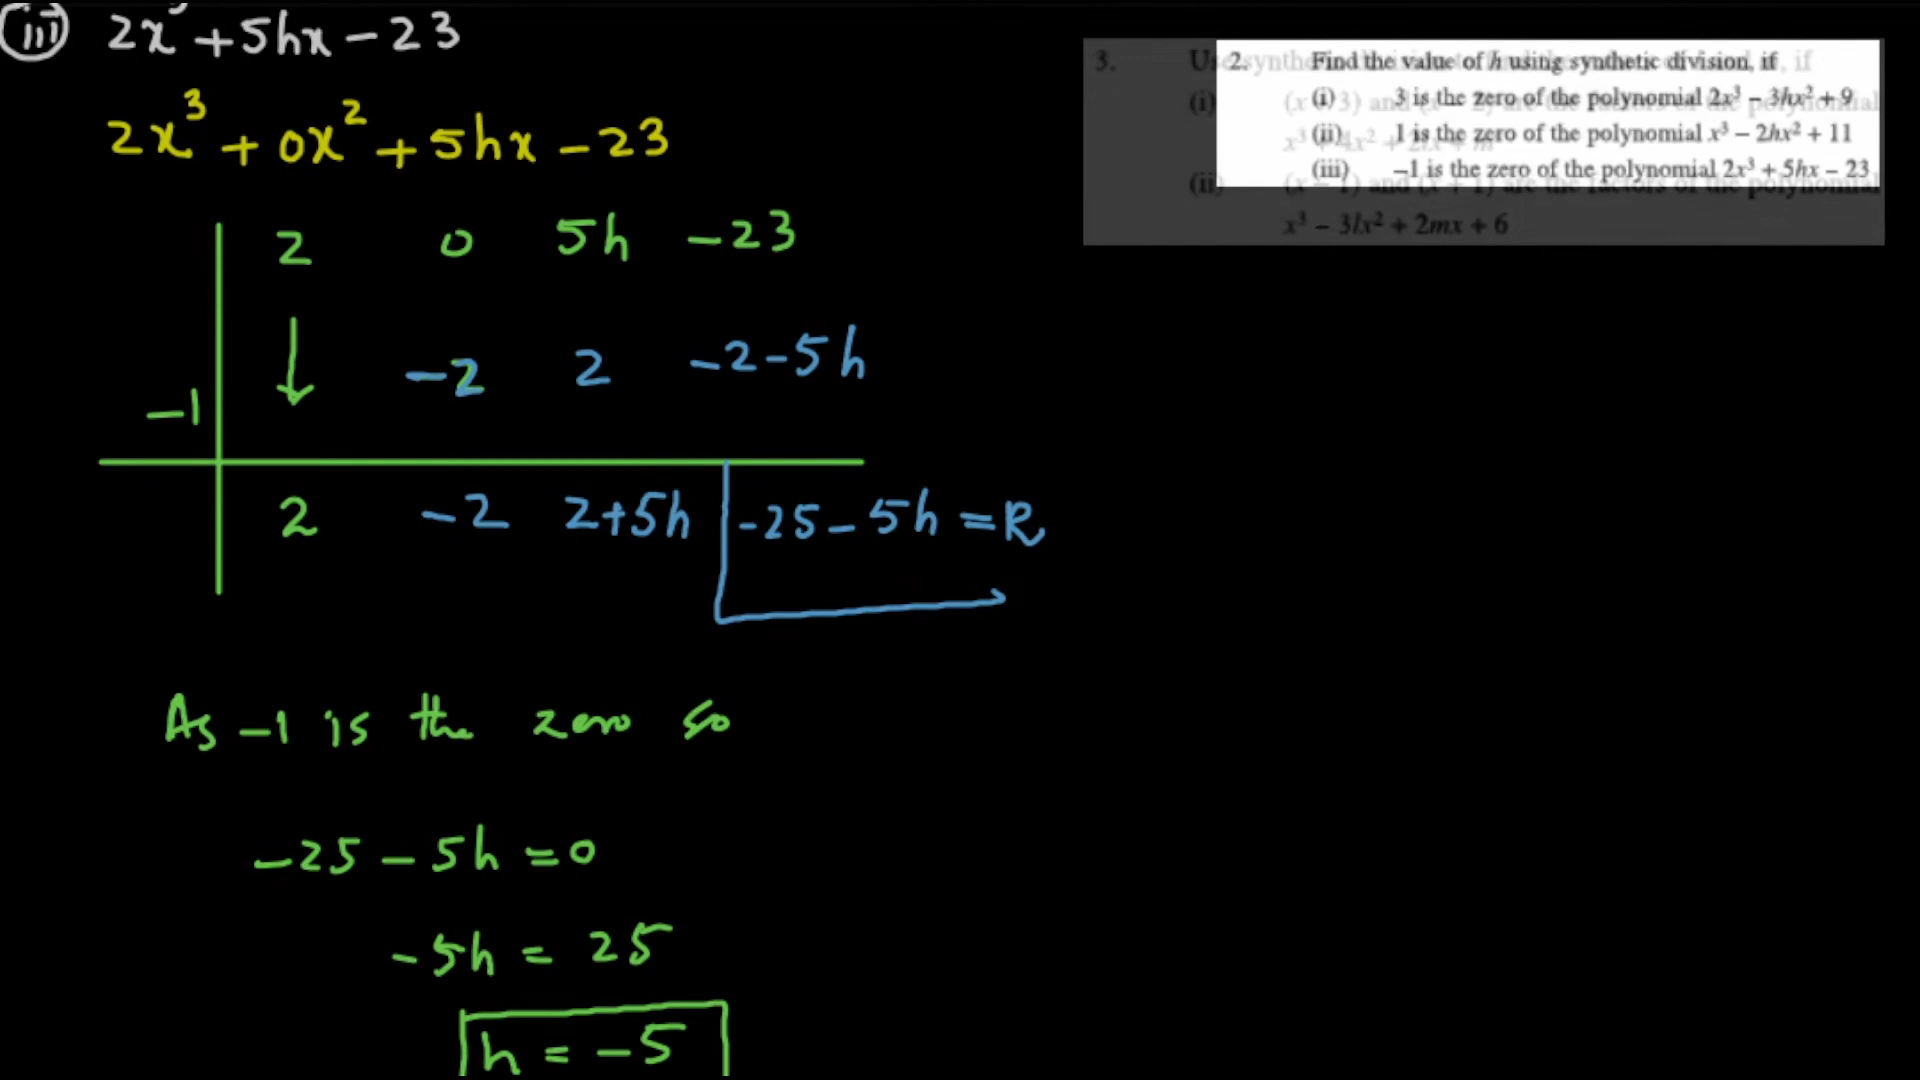 (iii) 2x³ + 5hx - 23
2x³ + 0x² + 5hx - 23
2 0 5h -23
-2 2 -2-5h
-1
2 -2 2+5h -25-5h = R
As -1 is the zero so
-25 - 5h = 0
-5h = 25
h = -5
2. Find the value of h using synthetic division, if
(i) 3 is the zero of the polynomial 2x³ – 3hx² + 9
(ii) 1 is the zero of the polynomial x³ – 2hx² + 11
(iii) –1 is the zero of the polynomial 2x³ + 5hx – 23
3.
(i)
(ii)
x³ – 3lx² + 2mx + 6